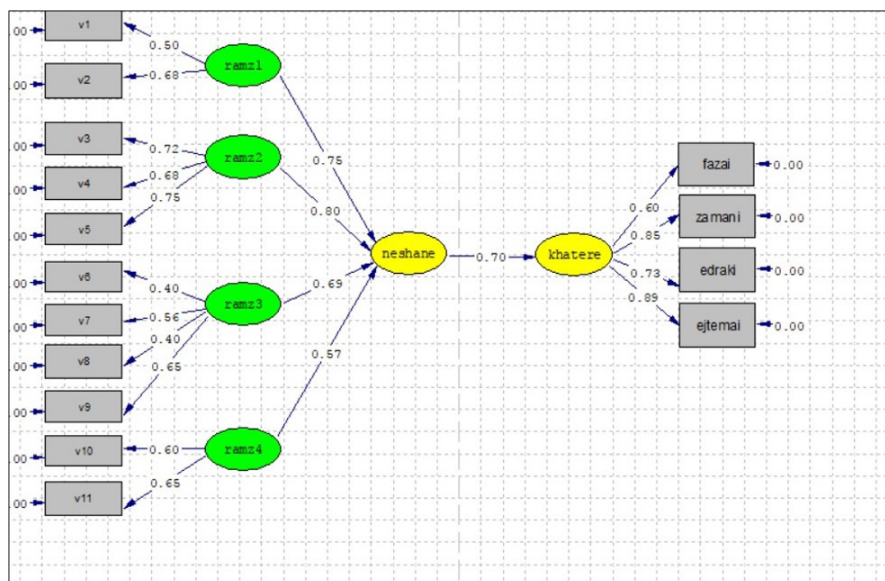 .00
v1
0.50
ramz1
.00
v2
0.68
v3
.00
0.72
ramz2
.00
v4
0.68
0.75
0.75
.00
v5
0.80
fazai
0.00
0.60
zamani
0.00
0.85
neshane
0.70
khatere
0.73
edraki
0.00
0.89
ejtemai
0.00
.00
v6
0.40
0.69
ramz3
.00
v7
0.56
0.40
.00
v8
0.65
0.57
.00
v9
.00
v10
0.60
ramz4
0.65
.00
v11